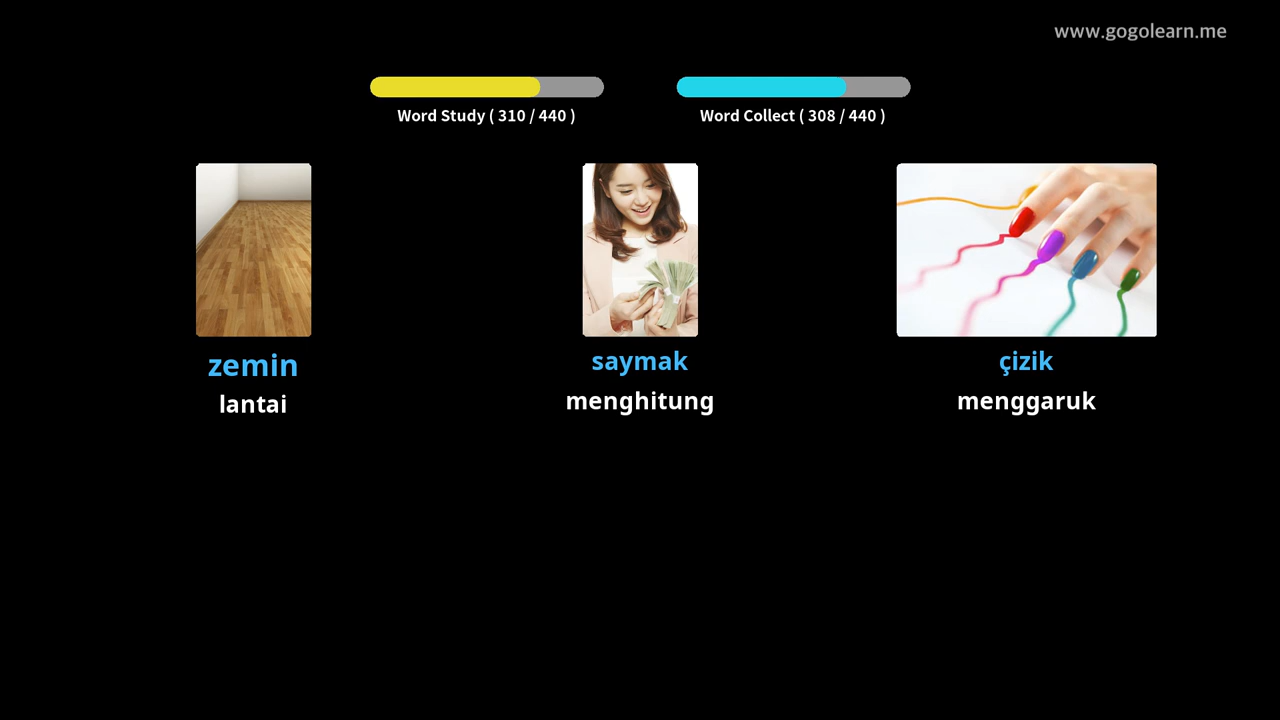 www.gogolearn.me
Word Study ( 310 / 440 )
Word Collect ( 308 / 440 )
zemin
lantai
saymak
menghitung
çizik
menggaruk